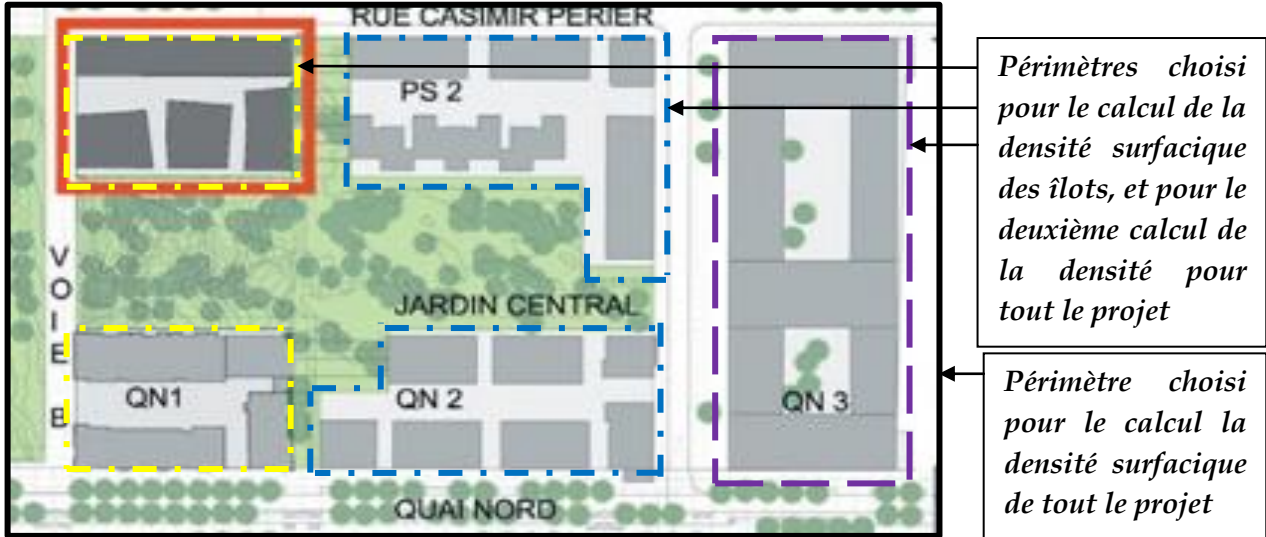 RUE CASIMIR PERIER
PS 2
VOIE B
JARDIN CENTRAL
QN1
QN 2
QN 3
QUAI NORD
Périmètres choisi
pour le calcul de la
densité surfacique
des îlots, et pour le
deuxième calcul de
la densité pour
tout le projet
Périmètre choisi
pour le calcul la
densité surfacique
de tout le projet